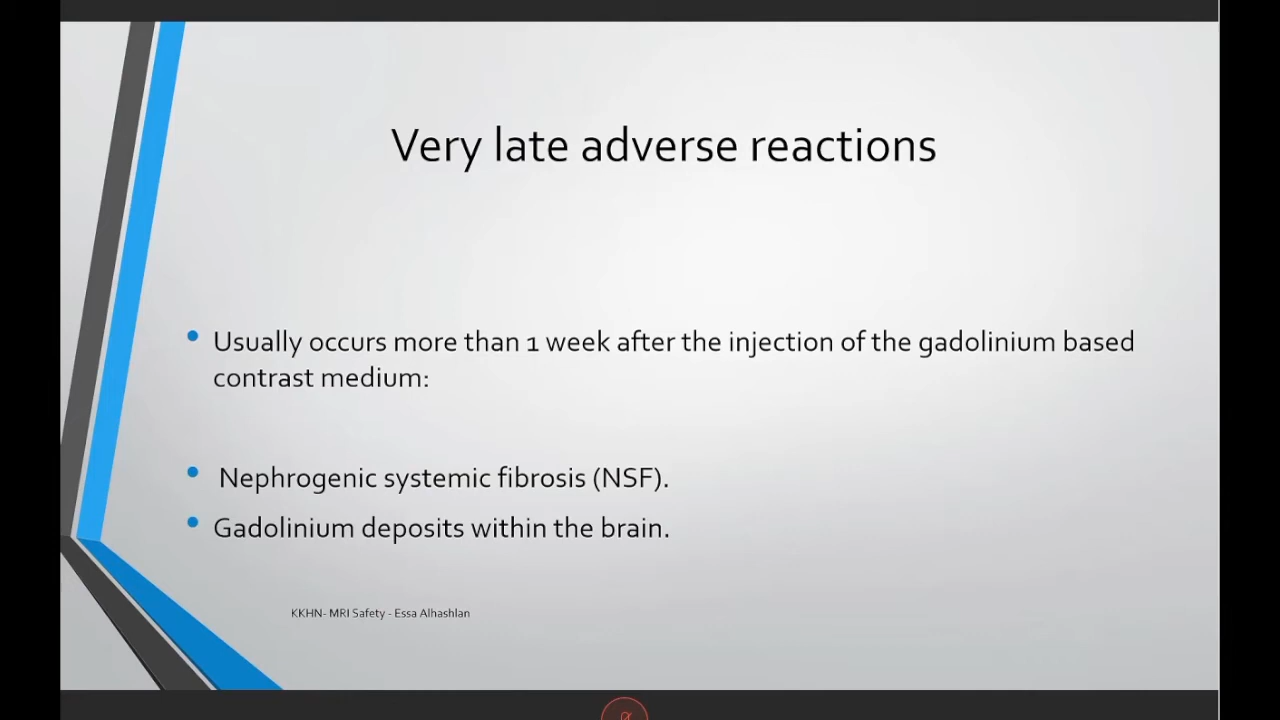 Very late adverse reactions
Usually occurs more than 1 week after the injection of the gadolinium based
contrast medium:
Nephrogenic systemic fibrosis (NSF).
Gadolinium deposits within the brain.
KKHN- MRI Safety - Essa Alhashlan